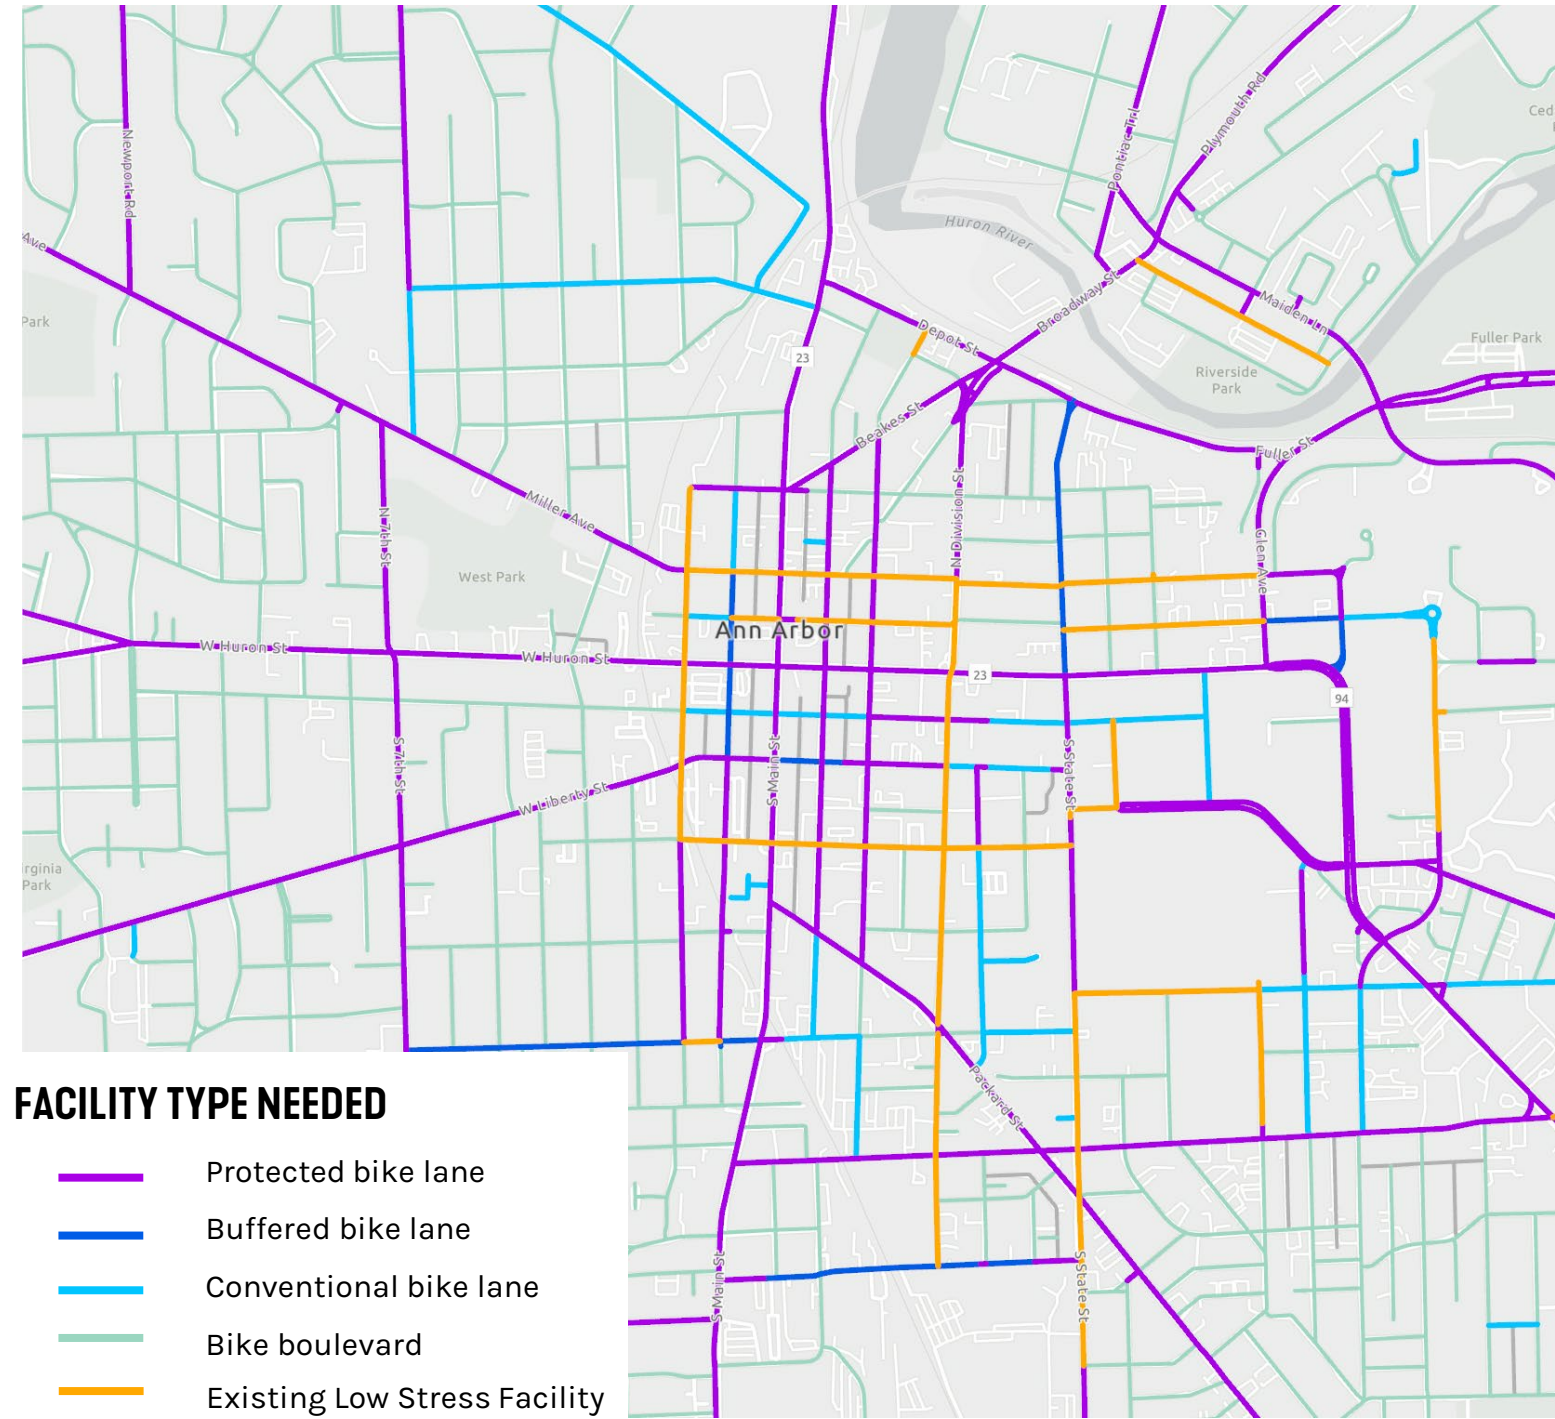 Newport Rd
Ave
Park
Pontiac Trl
Plymouth Rd
Ced
Huron River
Broadway St
Maiden Ln
Depot St
23
Fuller Park
Riverside
Park
Beakes St
Fuller St
Miller Ave
N 7th St
N Division St
Glen Ave
West Park
Ann Arbor
W Huron St
W Huron St
23
94
S 7th St
S Main St
S State St
W Liberty St
irginia
Park
Packard St
S Main St
S State St
FACILITY TYPE NEEDED
Protected bike lane
Buffered bike lane
Conventional bike lane
Bike boulevard
Existing Low Stress Facility